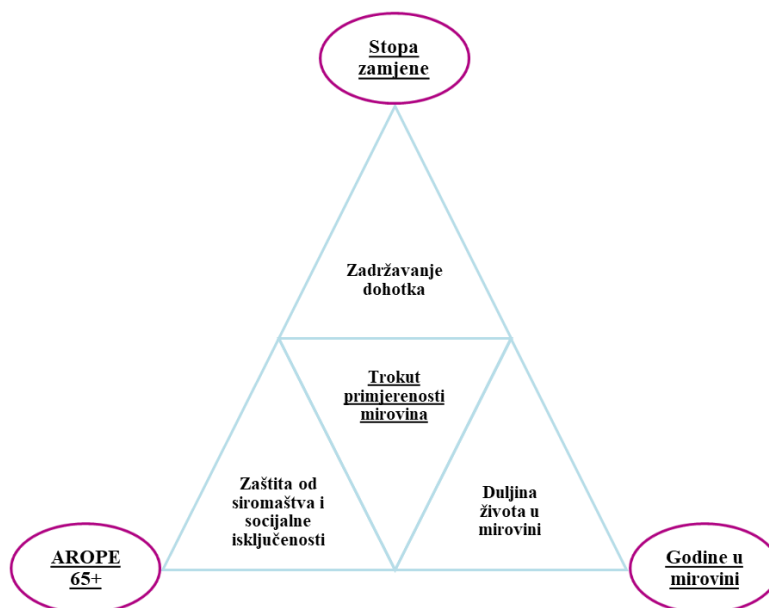 Stopa
zamjene
Zadržavanje
dohotka
Trokut
primjerenosti
mirovina
Zaštita od
siromaštva i
socijalne
isključenosti
Duljina
života u
mirovini
AROPE
65+
Godine u
mirovini